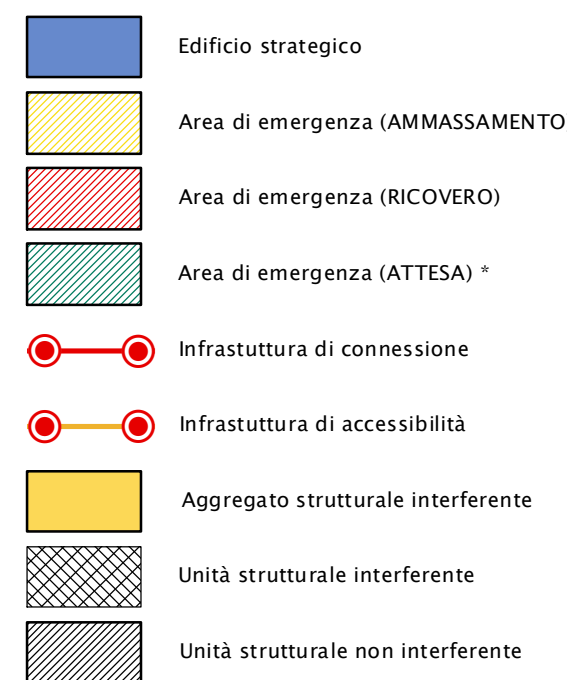 Edificio strategico
Area di emergenza (AMMASSAMENTO
Area di emergenza (RICOVERO)
Area di emergenza (ATTESA) *
Infrastuttura di connessione
Infrastuttura di accessibilità
Aggregato strutturale interferente
Unità strutturale interferente
Unità strutturale non interferente